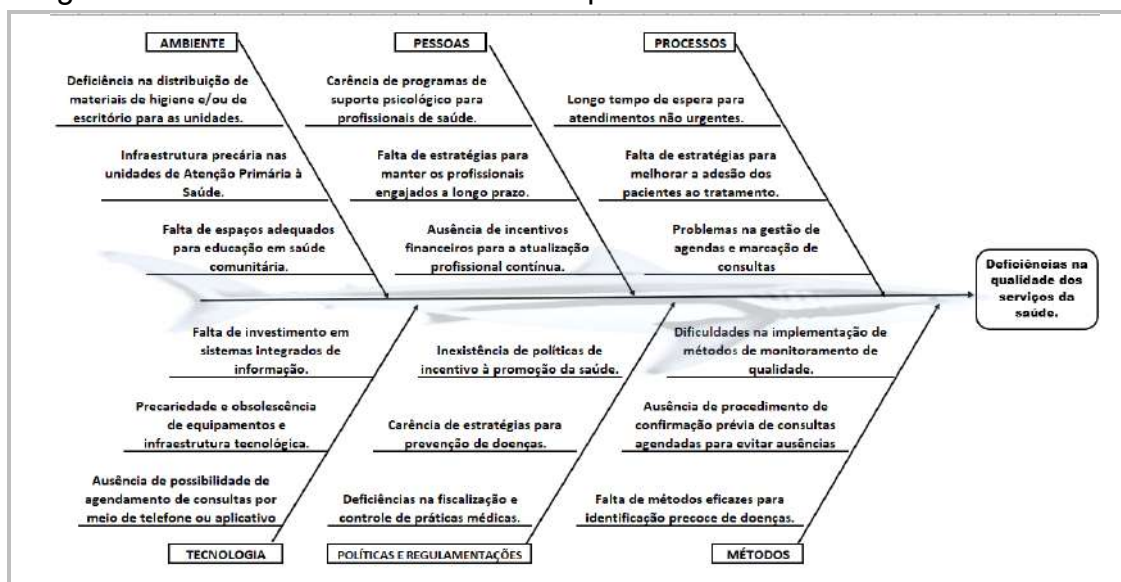 AMBIENTE
Deficiência na distribuição de
materiais de higiene e/ou de
escritório para as unidades.
Infraestrutura precária nas
unidades de Atenção Primária à
Saúde.
Falta de espaços adequados
para educação em saúde
comunitária.
PESSOAS
Carência de programas de
suporte psicológico para
profissionais de saúde.
Falta de estratégias para
manter os profissionais
engajados a longo prazo.
Ausência de incentivos
financeiros para a atualização
profissional contínua.
PROCESSOS
Longo tempo de espera para
atendimentos não urgentes.
Falta de estratégias para
melhorar a adesão dos
pacientes ao tratamento.
Problemas na gestão de
agendas e marcação de
consultas
Deficiências na
qualidade dos
serviços da
saúde.
Falta de investimento em
sistemas integrados de
informação.
Precariedade e obsolescência
de equipamentos e
infraestrutura tecnológica.
Ausência de possibilidade de
agendamento de consultas por
meio de telefone ou aplicativo
TECNOLOGIA
Inexistência de políticas de
incentivo à promoção da saúde.
Carência de estratégias para
prevenção de doenças.
Deficiências na fiscalização e
controle de práticas médicas.
POLÍTICAS E REGULAMENTAÇÕES
Dificuldades na implementação de
métodos de monitoramento de
qualidade.
Ausência de procedimento de
confirmação prévia de consultas
agendadas para evitar ausências
Falta de métodos eficazes para
identificação precoce de doenças.
MÉTODOS